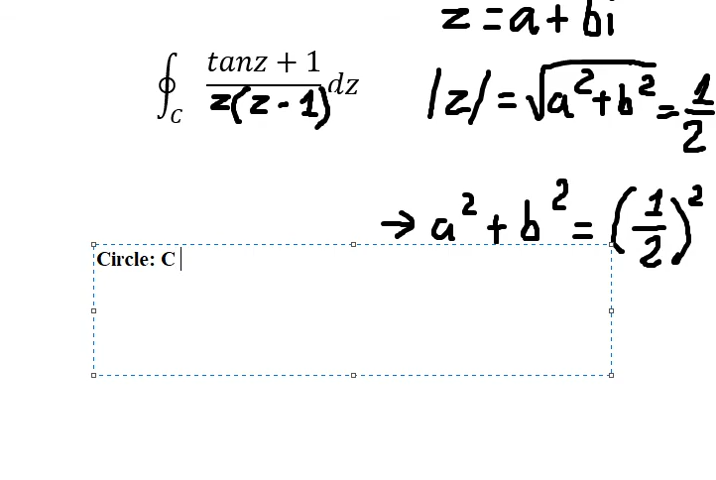 z = a + bi
∮_C (tanz + 1)/(z(z - 1)) dz
|z| = √(a² + b²) = 1/2
→ a² + b² = (1/2)²
Circle: C